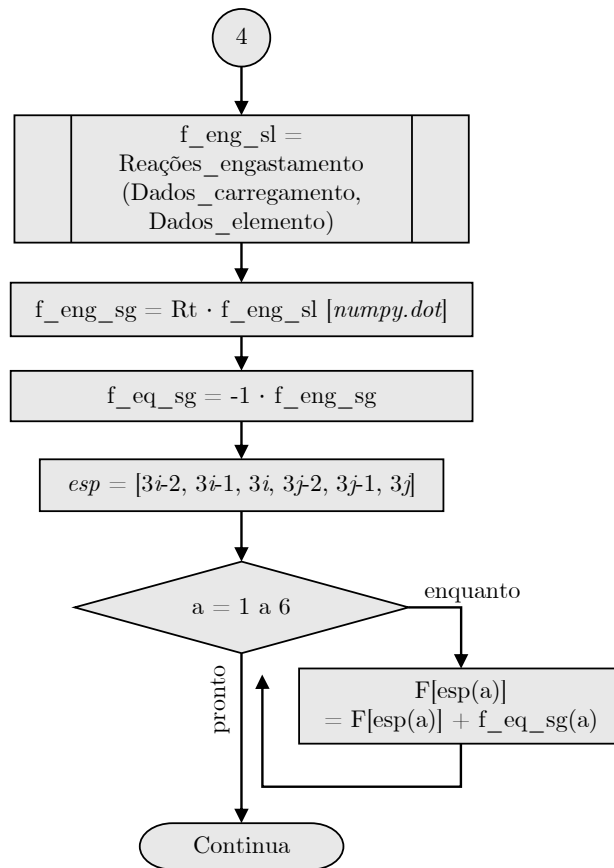 4
f_eng_sl =
Reações_engastamento
(Dados_carregamento,
Dados_elemento)
f_eng_sg = Rt · f_eng_sl [numpy.dot]
f_eq_sg = -1 · f_eng_sg
esp = [3i-2, 3i-1, 3i, 3j-2, 3j-1, 3j]
a = 1 a 6
enquanto
F[esp(a)]
= F[esp(a)] + f_eq_sg(a)
pronto
Continua